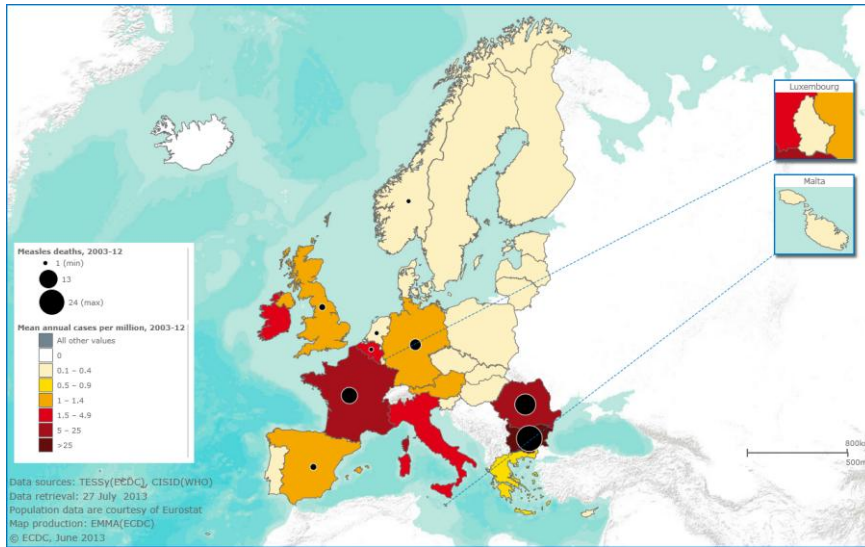 Luxembourg
Malta
Measles deaths, 2003-12
1 (min)
13
24 (max)
Mean annual cases per million, 2003-12
All other values
0
0.1 - 0.4
0.5 - 0.9
1 - 1.4
1.5 - 4.9
5 - 25
>25
800km
500m
Data sources: TESSy(ECDC), CISID(WHO)
Data retrieval: 27 July 2013
Population data are courtesy of Eurostat
Map production: EMMA(ECDC)
© ECDC, June 2013